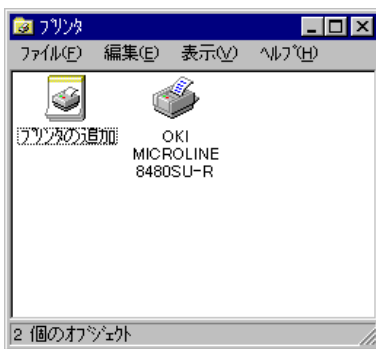 プリンタ
ファイル(F) 編集(E) 表示(V) ヘルプ(H)
プリンタの追加
OKI
MICROLINE
8480SU-R
2 個のオブジェクト